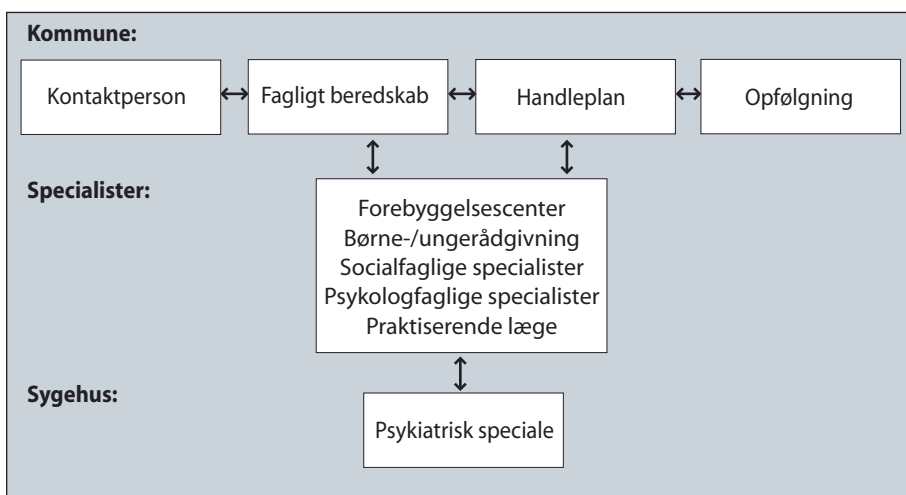 Kommune:
Kontaktperson
Fagligt beredskab
Handleplan
Opfølgning
Specialister:
Forebyggelsescenter
Børne-/ungerådgivning
Socialfaglige specialister
Psykologfaglige specialister
Praktiserende læge
Sygehus:
Psykiatrisk speciale